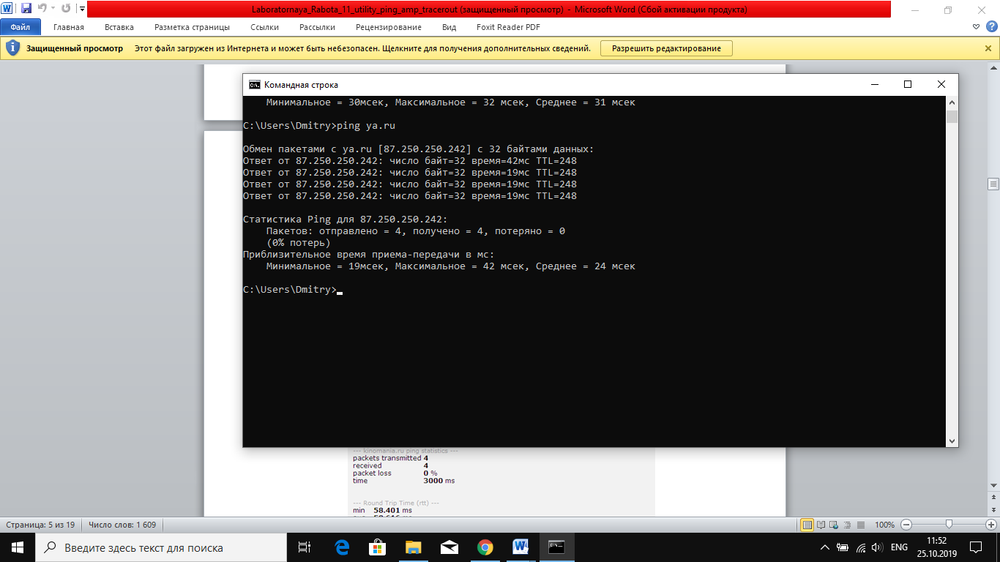 Laboratornaya_Rabota_11_utility_ping_amp_tracerout (защищенный просмотр) - Microsoft Word (Сбой активации продукта)
Файл Главная Вставка Разметка страницы Ссылки Рассылки Рецензирование Вид Foxit Reader PDF
Защищенный просмотр Этот файл загружен из Интернета и может быть небезопасен. Щелкните для получения дополнительных сведений. Разрешить редактирование
Командная строка
Минимальное = 30мсек, Максимальное = 32 мсек, Среднее = 31 мсек
C:\Users\Dmitry>ping ya.ru
Обмен пакетами с ya.ru [87.250.250.242] с 32 байтами данных:
Ответ от 87.250.250.242: число байт=32 время=42мс TTL=248
Ответ от 87.250.250.242: число байт=32 время=19мс TTL=248
Ответ от 87.250.250.242: число байт=32 время=19мс TTL=248
Ответ от 87.250.250.242: число байт=32 время=19мс TTL=248
Статистика Ping для 87.250.250.242:
Пакетов: отправлено = 4, получено = 4, потеряно = 0
(0% потерь)
Приблизительное время приема-передачи в мс:
Минимальное = 19мсек, Максимальное = 42 мсек, Среднее = 24 мсек
C:\Users\Dmitry>
--- kinomania.ru ping statistics ---
packets transmitted 4
received 4
packet loss 0 %
time 3000 ms
--- Round Trip Time (rtt) ---
min 58.401 ms
Страница: 5 из 19 Число слов: 1 609 100%
Введите здесь текст для поиска
ENG
11:52
25.10.2019